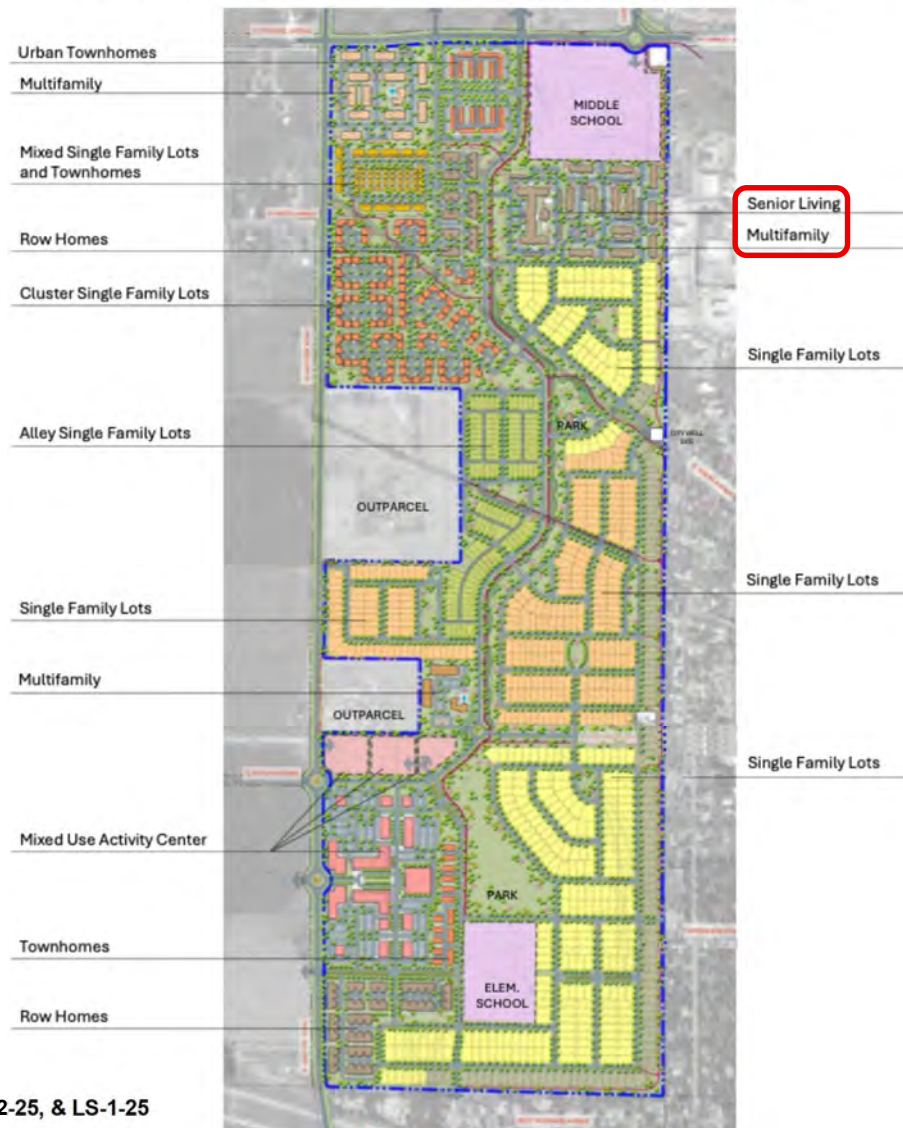 Urban Townhomes
Multifamily
Mixed Single Family Lots
and Townhomes
Row Homes
Cluster Single Family Lots
Alley Single Family Lots
Single Family Lots
Multifamily
Mixed Use Activity Center
Townhomes
Row Homes
MIDDLE
SCHOOL
PARK
OUTPARCEL
OUTPARCEL
PARK
ELEM.
SCHOOL
Senior Living
Multifamily
Single Family Lots
CITY WELL
Single Family Lots
Single Family Lots
2-25, & LS-1-25